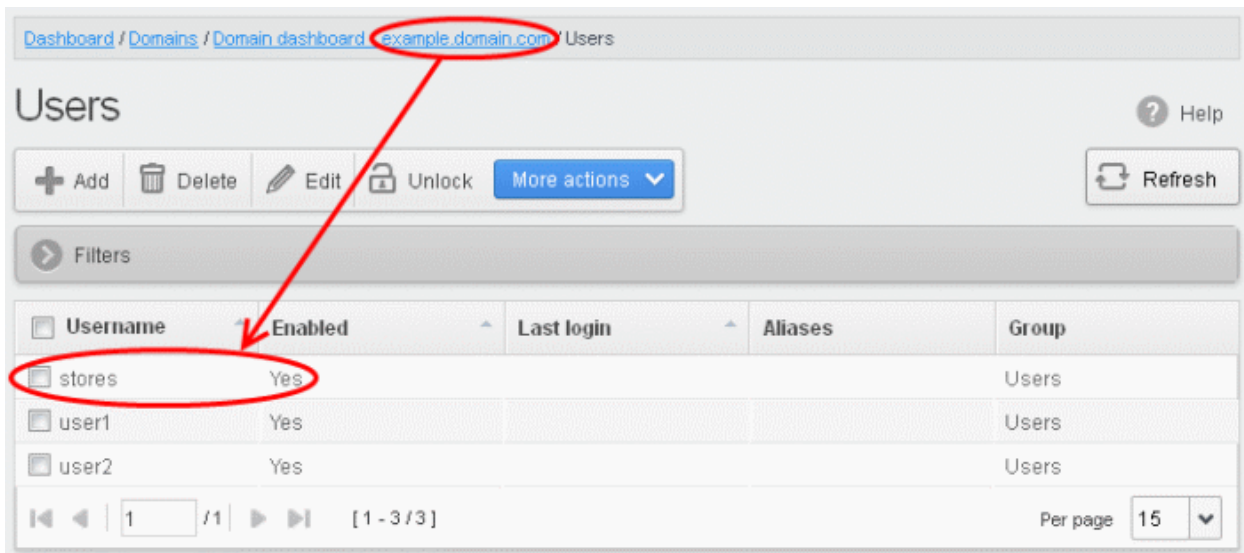 Dashboard / Domains / Domain dashboard - example.domain.com / Users
Users
Help
Add Delete Edit Unlock More actions Refresh
Filters
Username Enabled Last login Aliases Group
stores Yes Users
user1 Yes Users
user2 Yes Users
1 /1 [1-3/3] Per page 15